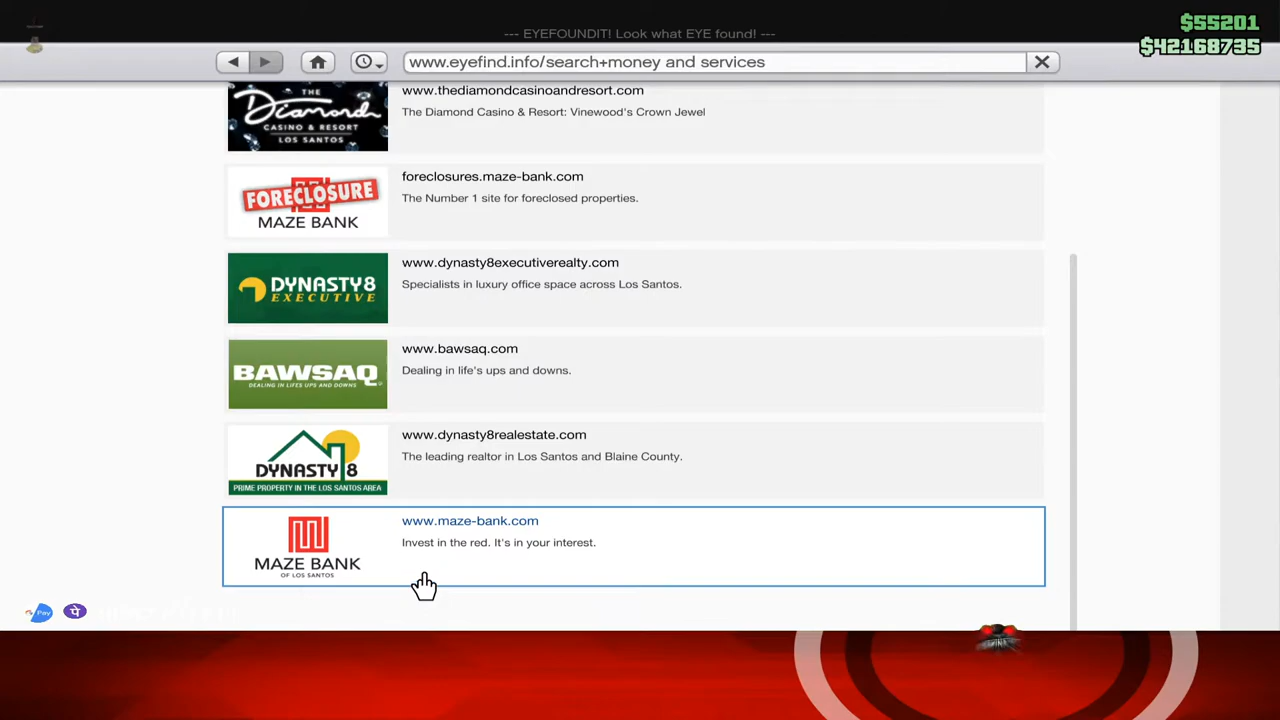 --- EYEFOUNDIT! Look what EYE found! ---
$55201
$42168735
www.eyefind.info/search+money and services
THE
Diamond
CASINO & RESORT
LOS SANTOS
www.thediamondcasinoandresort.com
The Diamond Casino & Resort: Vinewood's Crown Jewel
FORECLOSURE
MAZE BANK
foreclosures.maze-bank.com
The Number 1 site for foreclosed properties.
DYNASTY8
EXECUTIVE
www.dynasty8executiverealty.com
Specialists in luxury office space across Los Santos.
BAWSAQ
DEALING IN LIFE'S UPS AND DOWNS
www.bawsaq.com
Dealing in life's ups and downs.
DYNASTY 8
PRIME PROPERTY IN THE LOS SANTOS AREA
www.dynasty8realestate.com
The leading realtor in Los Santos and Blaine County.
MAZE BANK
OF LOS SANTOS
www.maze-bank.com
Invest in the red. It's in your interest.
Pay
पे